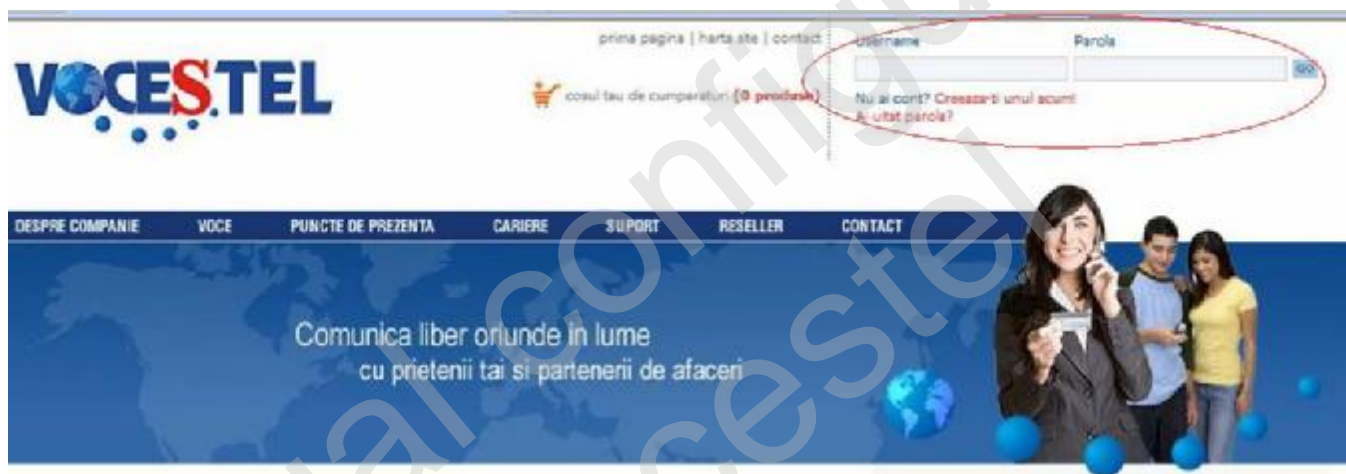 VOCES.TEL
prima pagina | harta site | contact
cosul tau de cumparaturi (0 produse)
Username Parola
GO
Nu ai cont? Creeaza-ti unul acum!
Ai uitat parola?
DESPRE COMPANIE VOCE PUNCTE DE PREZENTA CARIERE SUPORT RESELLER CONTACT
Comunica liber oriunde in lume
cu prietenii tai si partenerii de afaceri